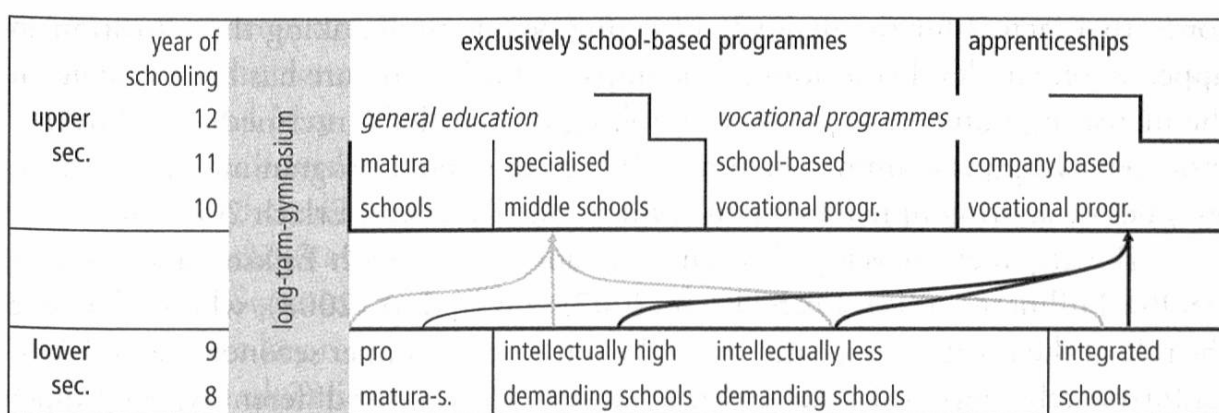 year of exclusively school-based programmes apprenticeships
schooling
upper 12 general education vocational programmes
sec. 11 matura specialised school-based company based
10 schools middle schools vocational progr. vocational progr.
long-term-gymnasium
lower 9 pro intellectually high intellectually less integrated
sec. 8 matura-s. demanding schools demanding schools schools